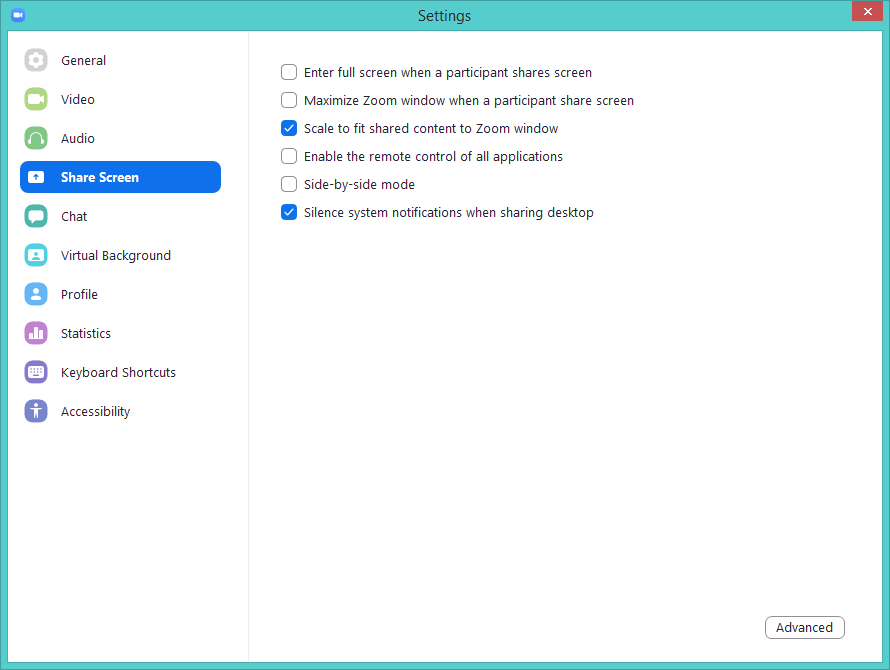 Settings
General
Video
Audio
Share Screen
Chat
Virtual Background
Profile
Statistics
Keyboard Shortcuts
Accessibility
Enter full screen when a participant shares screen
Maximize Zoom window when a participant share screen
Scale to fit shared content to Zoom window
Enable the remote control of all applications
Side-by-side mode
Silence system notifications when sharing desktop
Advanced